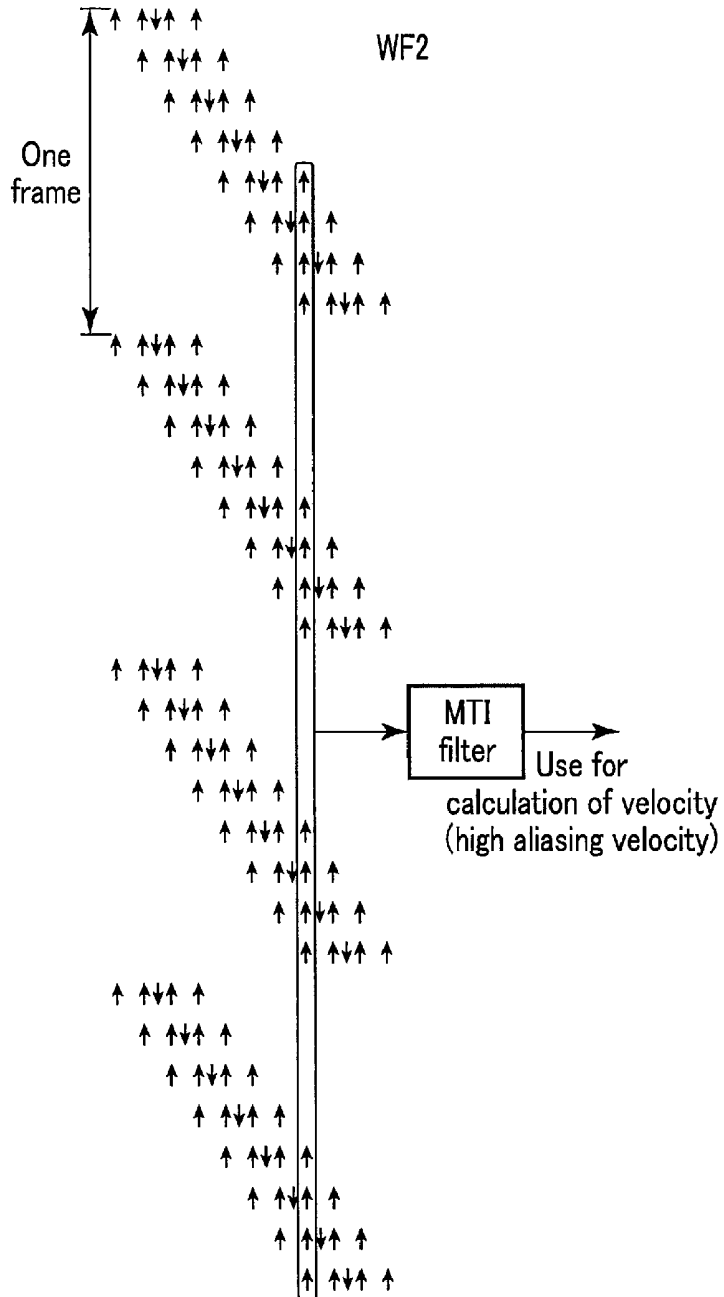 WF2
One
frame
MTI
filter
Use for
calculation of velocity
(high aliasing velocity)